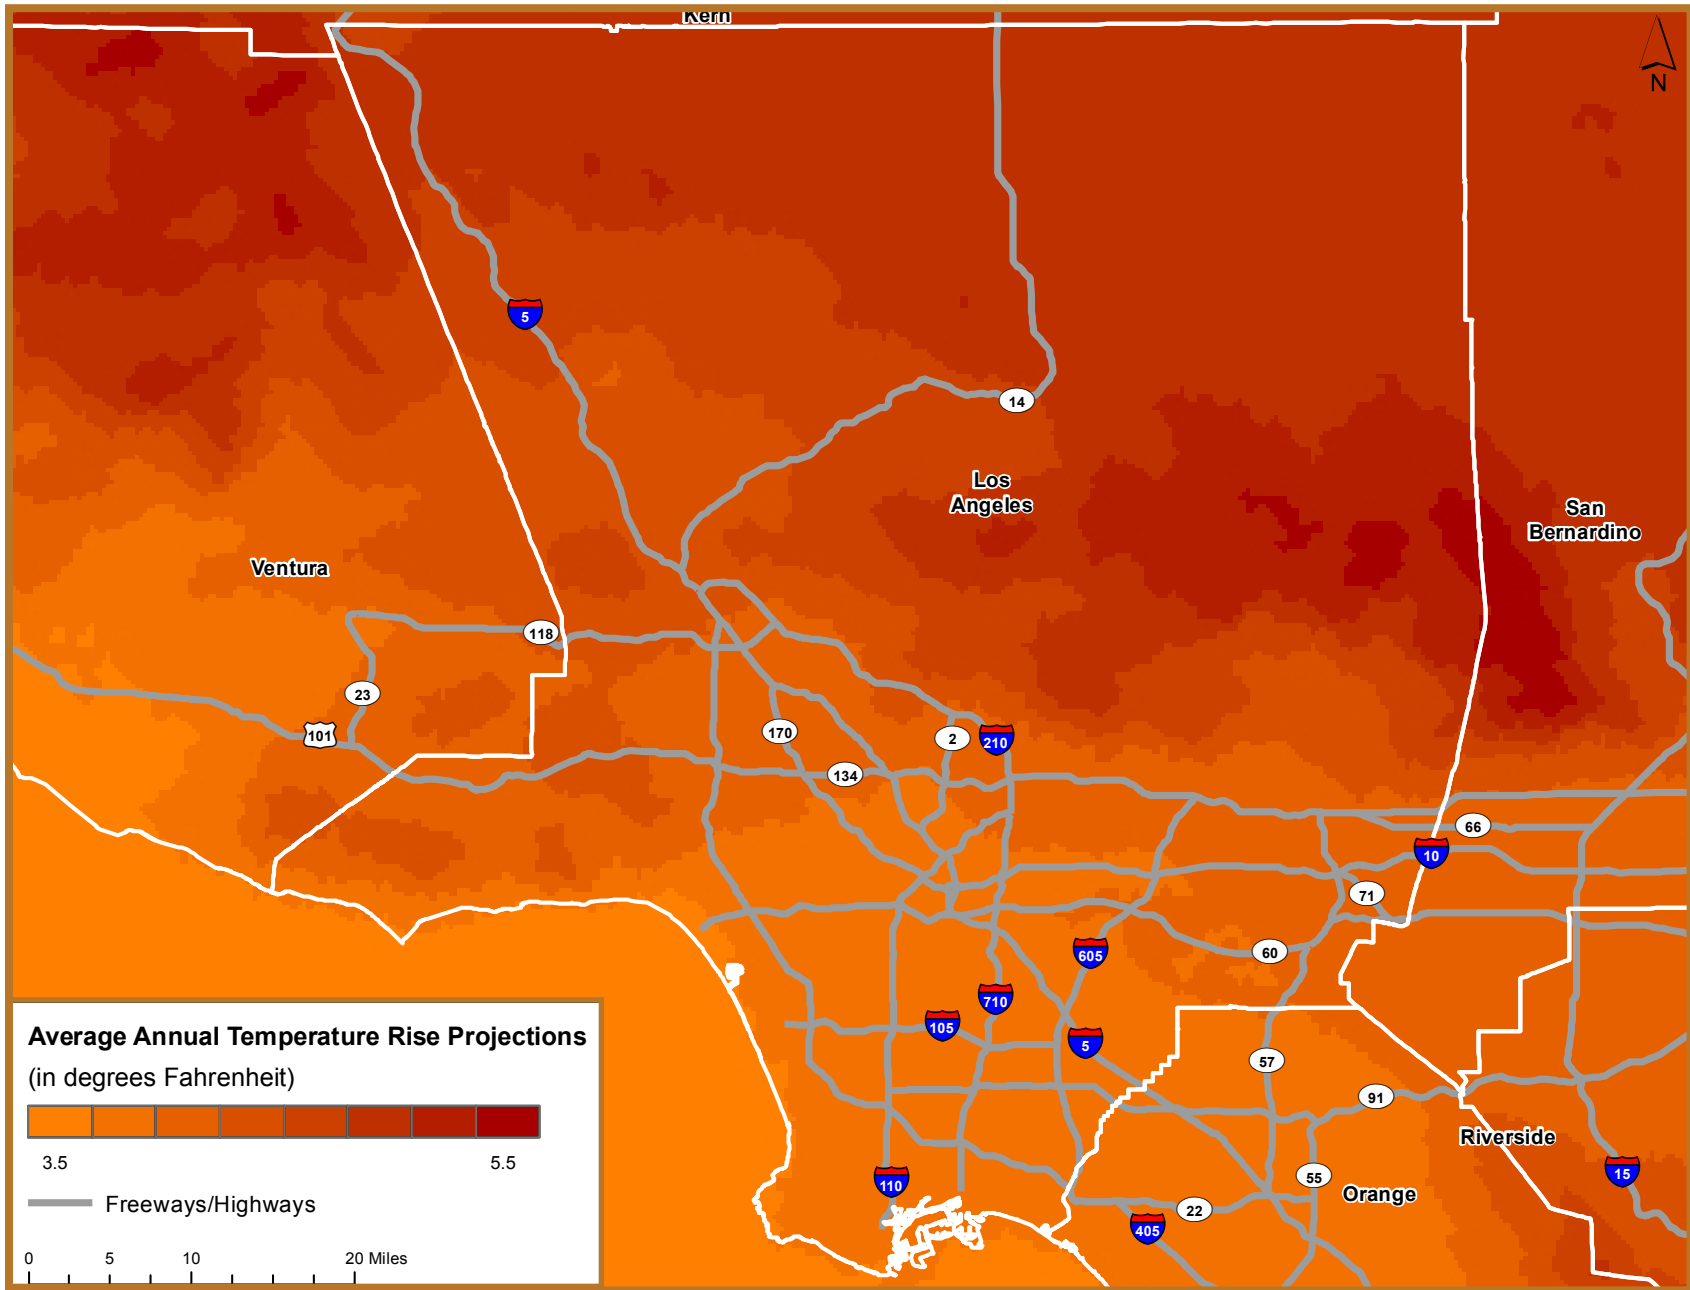 Kern
N
5
14
Los
Angeles
San
Bernardino
Ventura
118
23
101
170
2
210
134
66
10
71
60
605
710
105
5
57
91
Riverside
15
55
Orange
110
22
405
Average Annual Temperature Rise Projections
(in degrees Fahrenheit)
3.5 5.5
Freeways/Highways
0 5 10 20 Miles